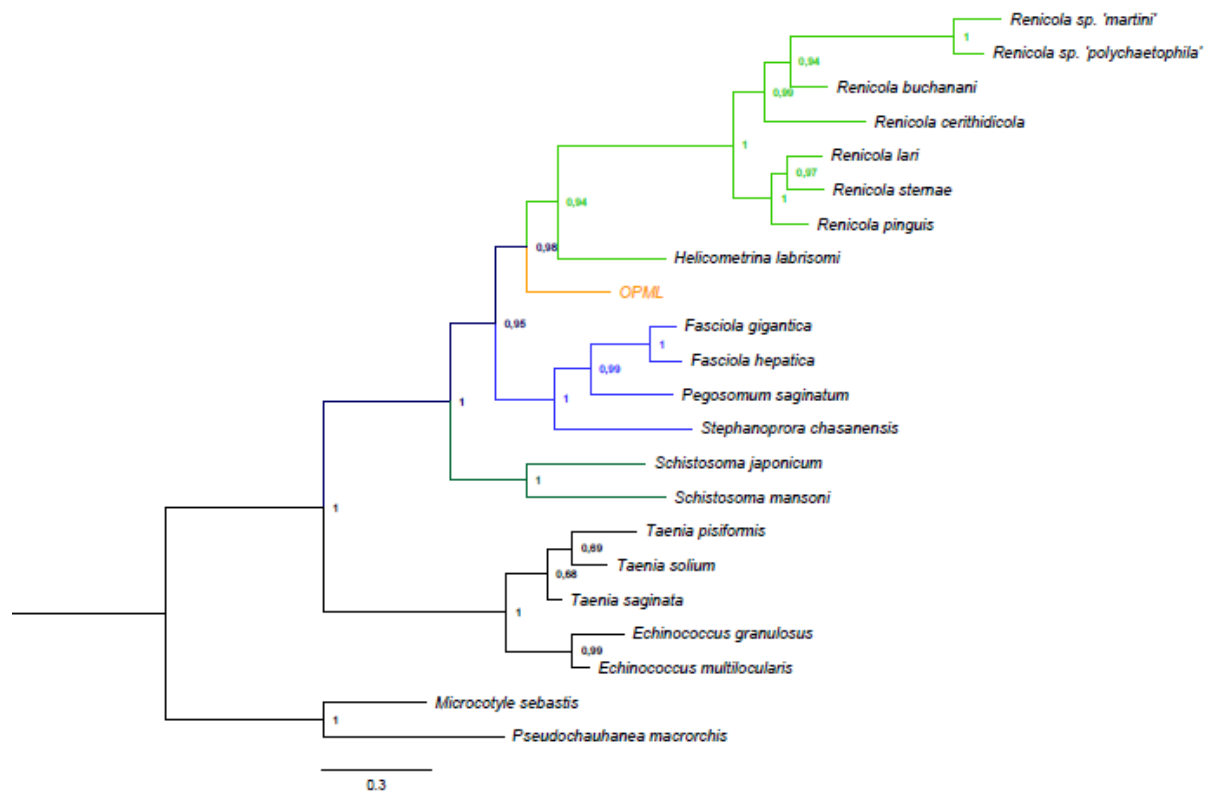 Renicola sp. 'martini'
1
Renicola sp. 'polychaetophila'
0,94
Renicola buchanani
0,99
Renicola cerithidicola
1
Renicola lari
0,97
Renicola sternae
1
Renicola pinguis
0,94
0,98
Helicometrina labrisomi
OPML
0,95
Fasciola gigantica
1
Fasciola hepatica
0,99
Pegosomum saginatum
1
Stephanoprora chasanensis
1
Schistosoma japonicum
1
Schistosoma mansoni
1
Taenia pisiformis
0,69
Taenia solium
0,68
Taenia saginata
1
Echinococcus granulosus
0,99
Echinococcus multilocularis
Microcotyle sebastis
1
Pseudochauhanea macrorchis
0.3